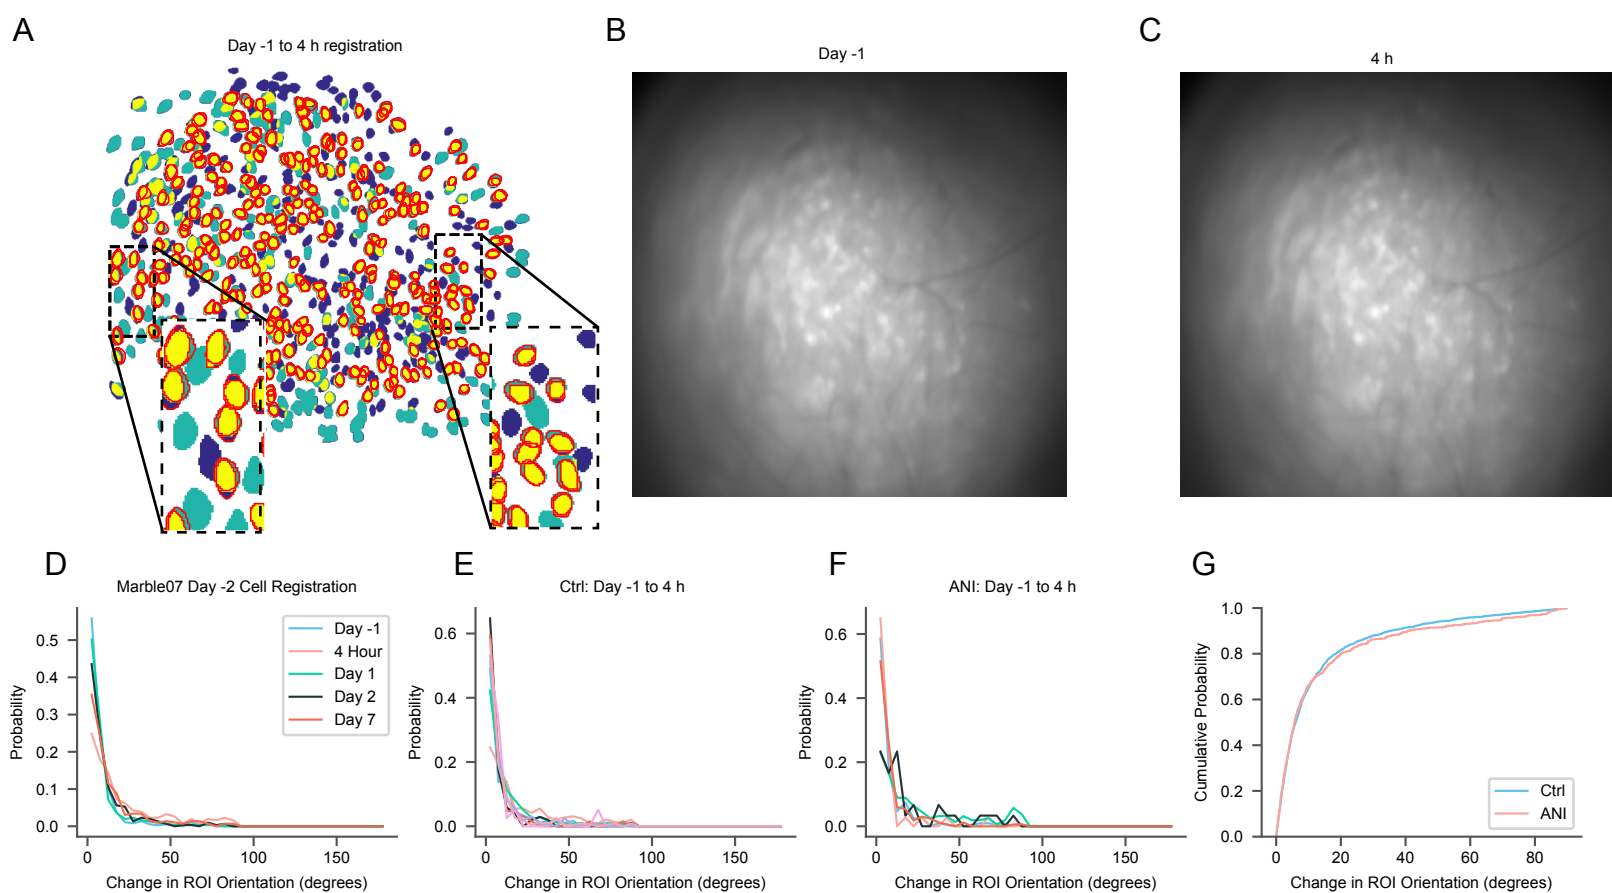 A
B
C
Day -1 to 4 h registration
Day -1
4 h
D
E
F
G
Marble07 Day -2 Cell Registration
Ctrl: Day -1 to 4 h
ANI: Day -1 to 4 h
Probability
0.5
0.4
0.3
0.2
0.1
0.0
Day -1
4 Hour
Day 1
Day 2
Day 7
0
50
100
150
Change in ROI Orientation (degrees)
Probability
0.6
0.4
0.2
0.0
0
50
100
150
Change in ROI Orientation (degrees)
Probability
0.6
0.4
0.2
0.0
0
50
100
150
Change in ROI Orientation (degrees)
Cumulative Probability
1.0
0.8
0.6
0.4
0.2
0.0
Ctrl
ANI
0
20
40
60
80
Change in ROI Orientation (degrees)